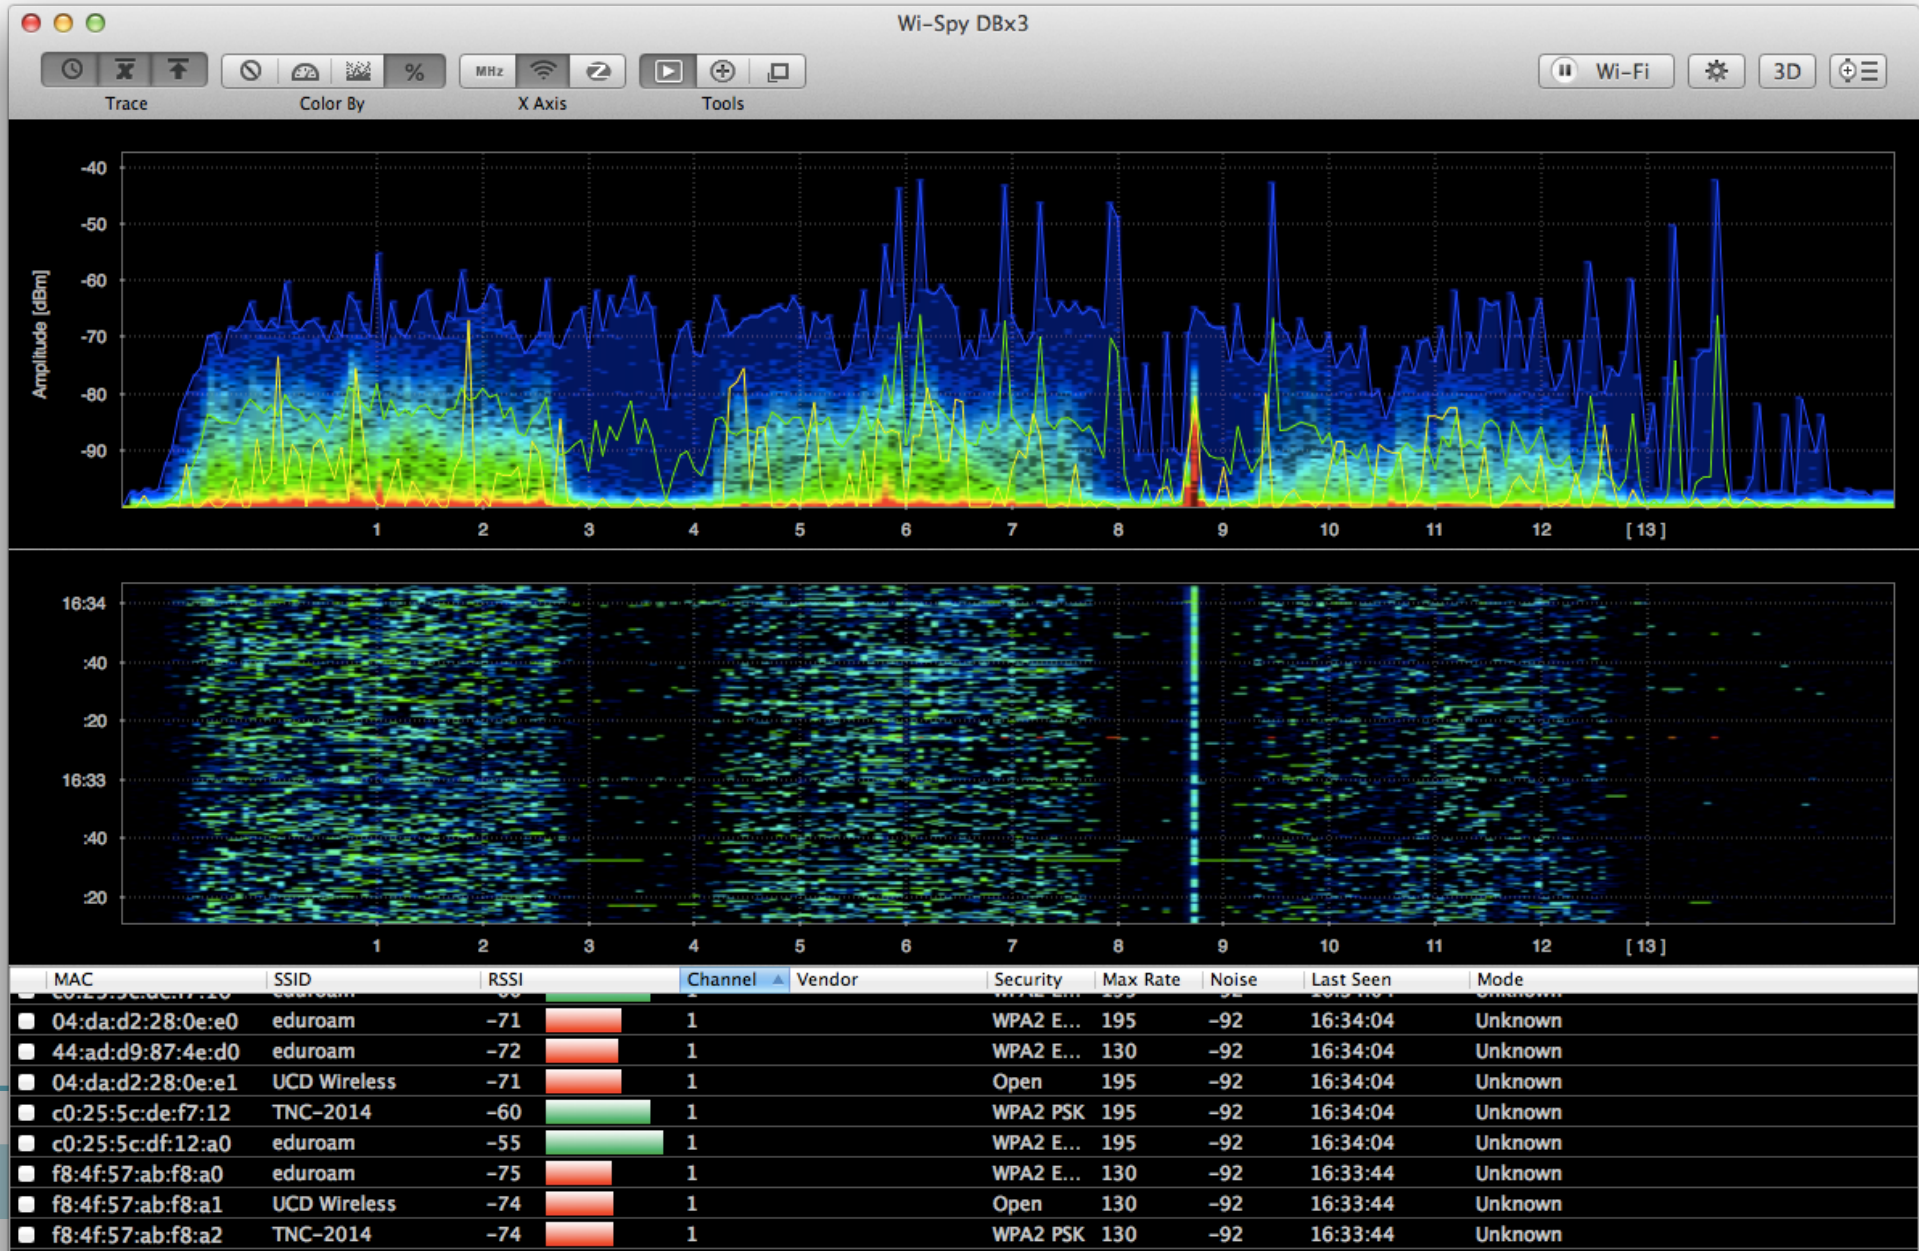 Wi-Spy DBx3
% MHz Z Wi-Fi 3D
Trace Color By X Axis Tools
Amplitude [dBm]
-40
-50
-60
-70
-80
-90
1 2 3 4 5 6 7 8 9 10 11 12 [ 13 ]
16:34
:40
:20
16:33
:40
:20
1 2 3 4 5 6 7 8 9 10 11 12 [ 13 ]
MAC SSID RSSI Channel Vendor Security Max Rate Noise Last Seen Mode
04:da:d2:28:0e:e0 eduroam -71 1 WPA2 E... 195 -92 16:34:04 Unknown
44:ad:d9:87:4e:d0 eduroam -72 1 WPA2 E... 130 -92 16:34:04 Unknown
04:da:d2:28:0e:e1 UCD Wireless -71 1 Open 195 -92 16:34:04 Unknown
c0:25:5c:de:f7:12 TNC-2014 -60 1 WPA2 PSK 195 -92 16:34:04 Unknown
c0:25:5c:df:12:a0 eduroam -55 1 WPA2 E... 195 -92 16:34:04 Unknown
f8:4f:57:ab:f8:a0 eduroam -75 1 WPA2 E... 130 -92 16:33:44 Unknown
f8:4f:57:ab:f8:a1 UCD Wireless -74 1 Open 130 -92 16:33:44 Unknown
f8:4f:57:ab:f8:a2 TNC-2014 -74 1 WPA2 PSK 130 -92 16:33:44 Unknown